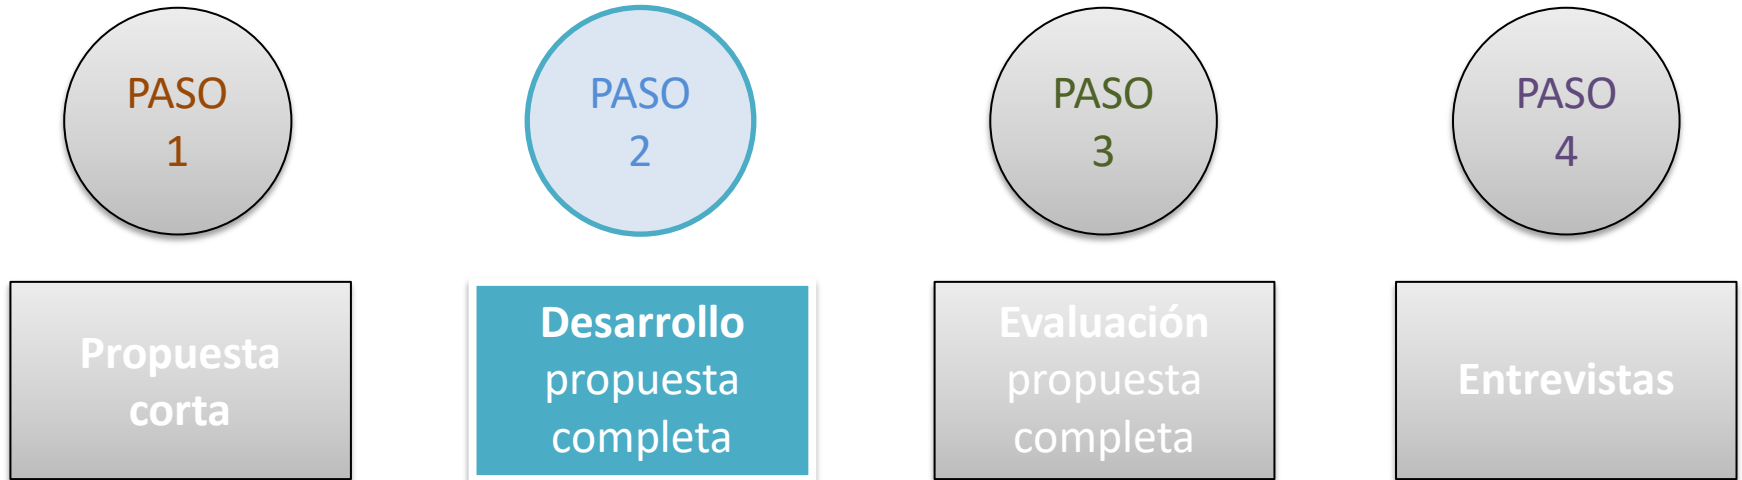 PASO
1
PASO
2
PASO
3
PASO
4
Propuesta
corta
Desarrollo
propuesta
completa
Evaluación
propuesta
completa
Entrevistas